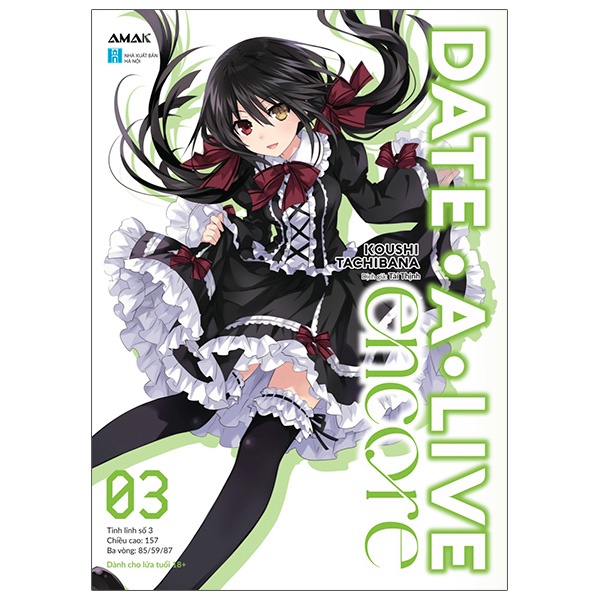 AMAK
NHÀ XUẤT BẢN
HÀ NỘI
DATE・A・LIVE
encore
KOUSHI
TACHIBANA
Dịch giả: Tài Thịnh
03
Tinh linh số 3
Chiều cao: 157
Ba vòng: 85/59/87
Dành cho lứa tuổi 18+